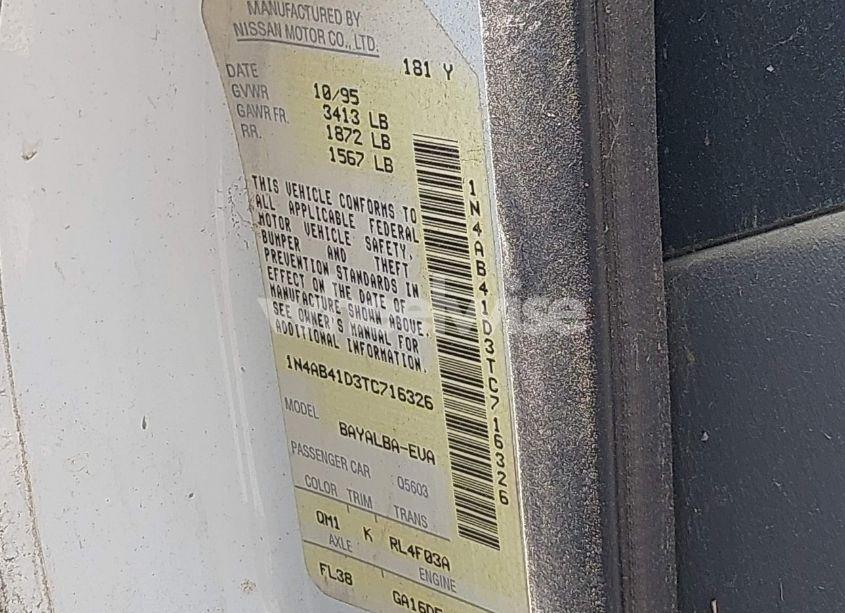 MANUFACTURED BY
NISSAN MOTOR CO., LTD.
181 Y
DATE 10/95
GVWR 3413 LB
GAWR FR. 1872 LB
RR. 1567 LB
THIS VEHICLE CONFORMS TO
ALL APPLICABLE FEDERAL
MOTOR VEHICLE SAFETY,
BUMPER AND THEFT
PREVENTION STANDARDS IN
EFFECT ON THE DATE OF
MANUFACTURE SHOWN ABOVE.
SEE OWNER'S MANUAL FOR
ADDITIONAL INFORMATION.
1N4AB41D3TC716326
1N4AB41D3TC716326
MODEL
BAYALBA-EVA
PASSENGER CAR Q5603
COLOR TRIM TRANS
QM1 K RL4F03A
AXLE ENGINE
FL38 GA16DE